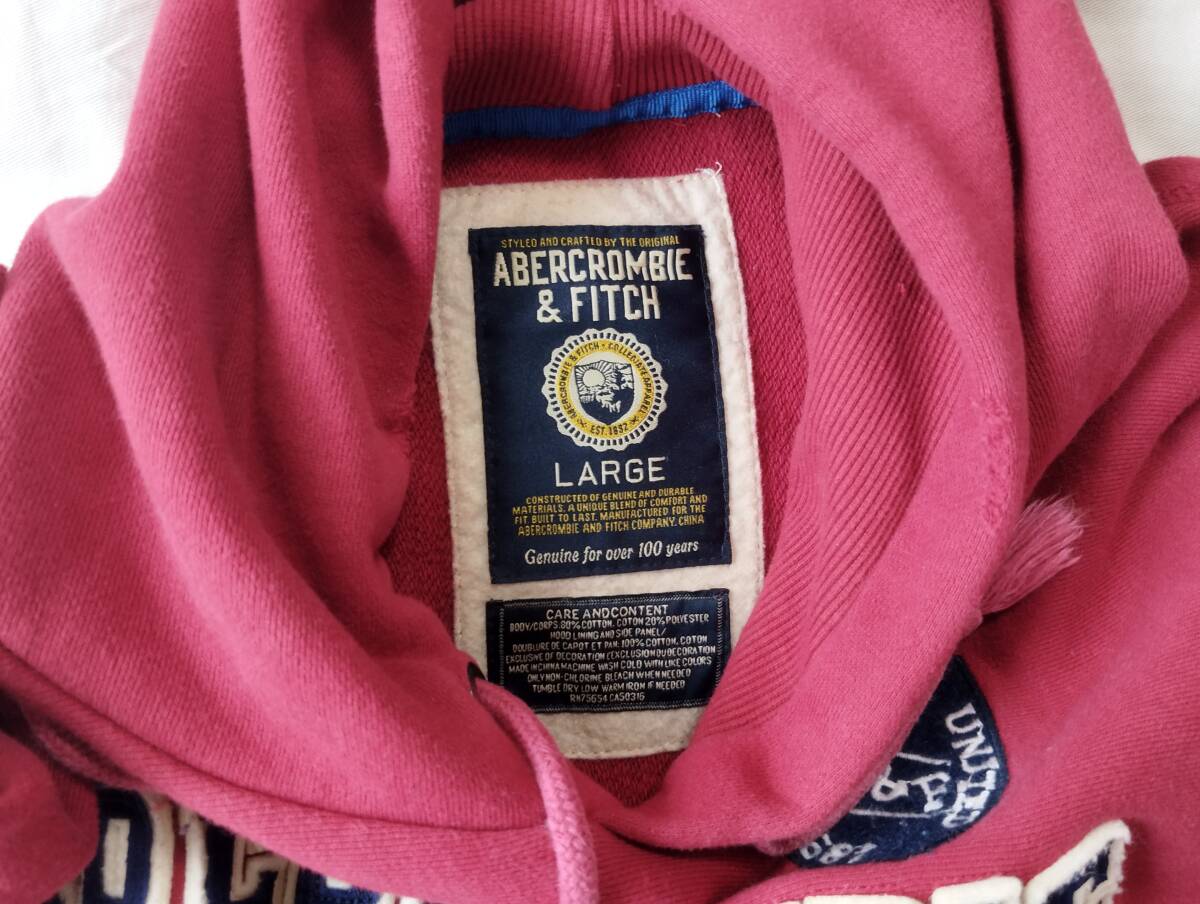 STYLED AND CRAFTED BY THE ORIGINAL
ABERCROMBIE
& FITCH
ABERCROMBIE & FITCH · COLLEGIATE APPAREL
EST. 1892
LARGE
CONSTRUCTED OF GENUINE AND DURABLE
MATERIALS. A UNIQUE BLEND OF COMFORT AND
FIT. BUILT TO LAST. MANUFACTURED FOR THE
ABERCROMBIE AND FITCH COMPANY. CHINA
Genuine for over 100 years
CARE AND CONTENT
BODY/CORPS: 80% COTTON. COTON 20% POLYESTER
HOOD LINING AND SIDE PANEL/
DOUBLURE DE CAPOT ET PAN: 100% COTTON. COTON
EXCLUSIVE OF DECORATION (EXCLUSION DU DECORATION
MADE IN CHINA MACHINE WASH COLD WITH LIKE COLORS
ONLY NON-CHLORINE BLEACH WHEN NEEDED
TUMBLE DRY LOW WARM IRON IF NEEDED
RN75654 CA50316
A&F